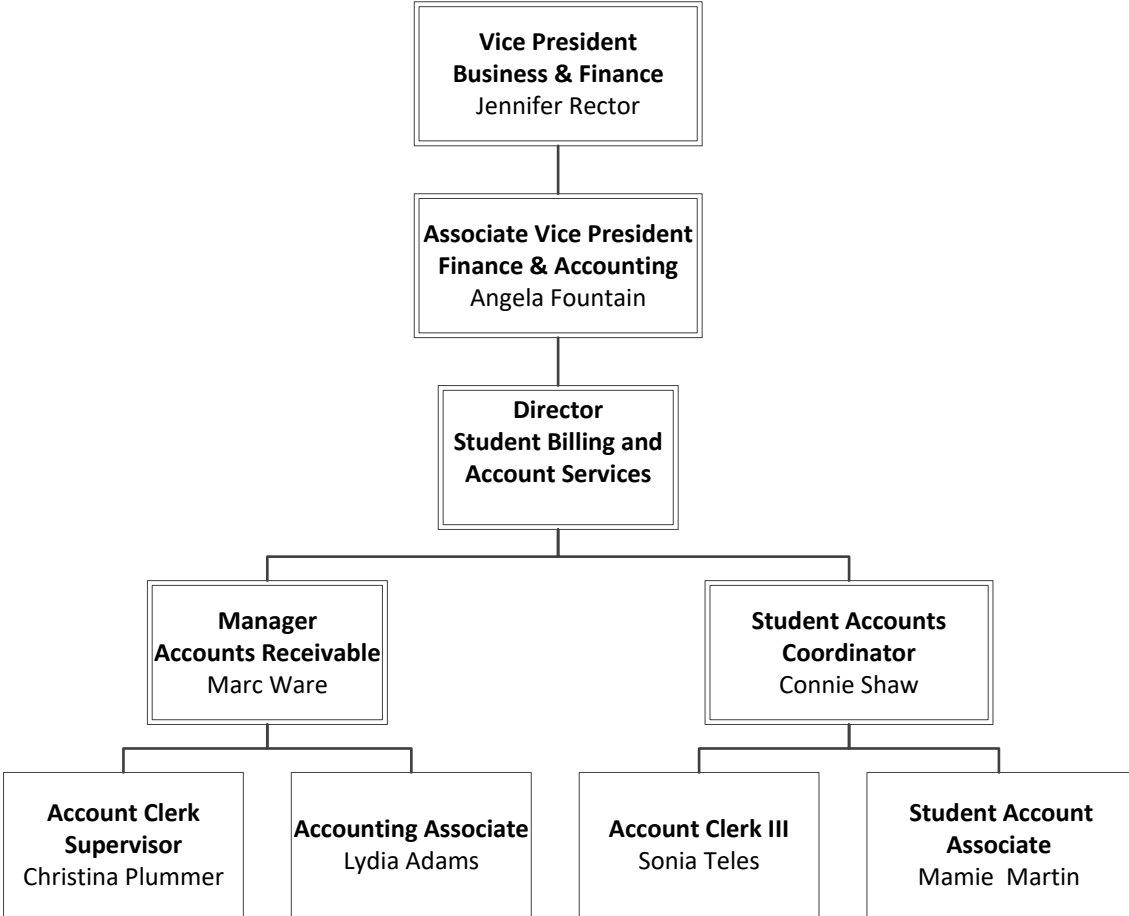 Vice President
Business & Finance
Jennifer Rector
Associate Vice President
Finance & Accounting
Angela Fountain
Director
Student Billing and
Account Services
Manager
Accounts Receivable
Marc Ware
Student Accounts
Coordinator
Connie Shaw
Account Clerk
Supervisor
Christina Plummer
Accounting Associate
Lydia Adams
Account Clerk III
Sonia Teles
Student Account
Associate
Mamie  Martin